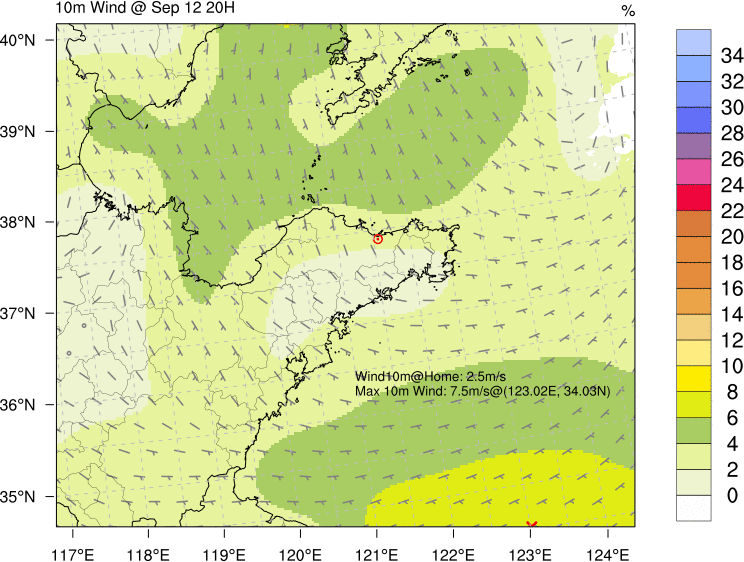 10m Wind @ Sep 12 20H
%
40°N
39°N
38°N
37°N
36°N
35°N
Wind10m@Home: 2.5m/s
Max 10m Wind: 7.5m/s@(123.02E, 34.03N)
117°E 118°E 119°E 120°E 121°E 122°E 123°E 124°E
34
32
30
28
26
24
22
20
18
16
14
12
10
8
6
4
2
0